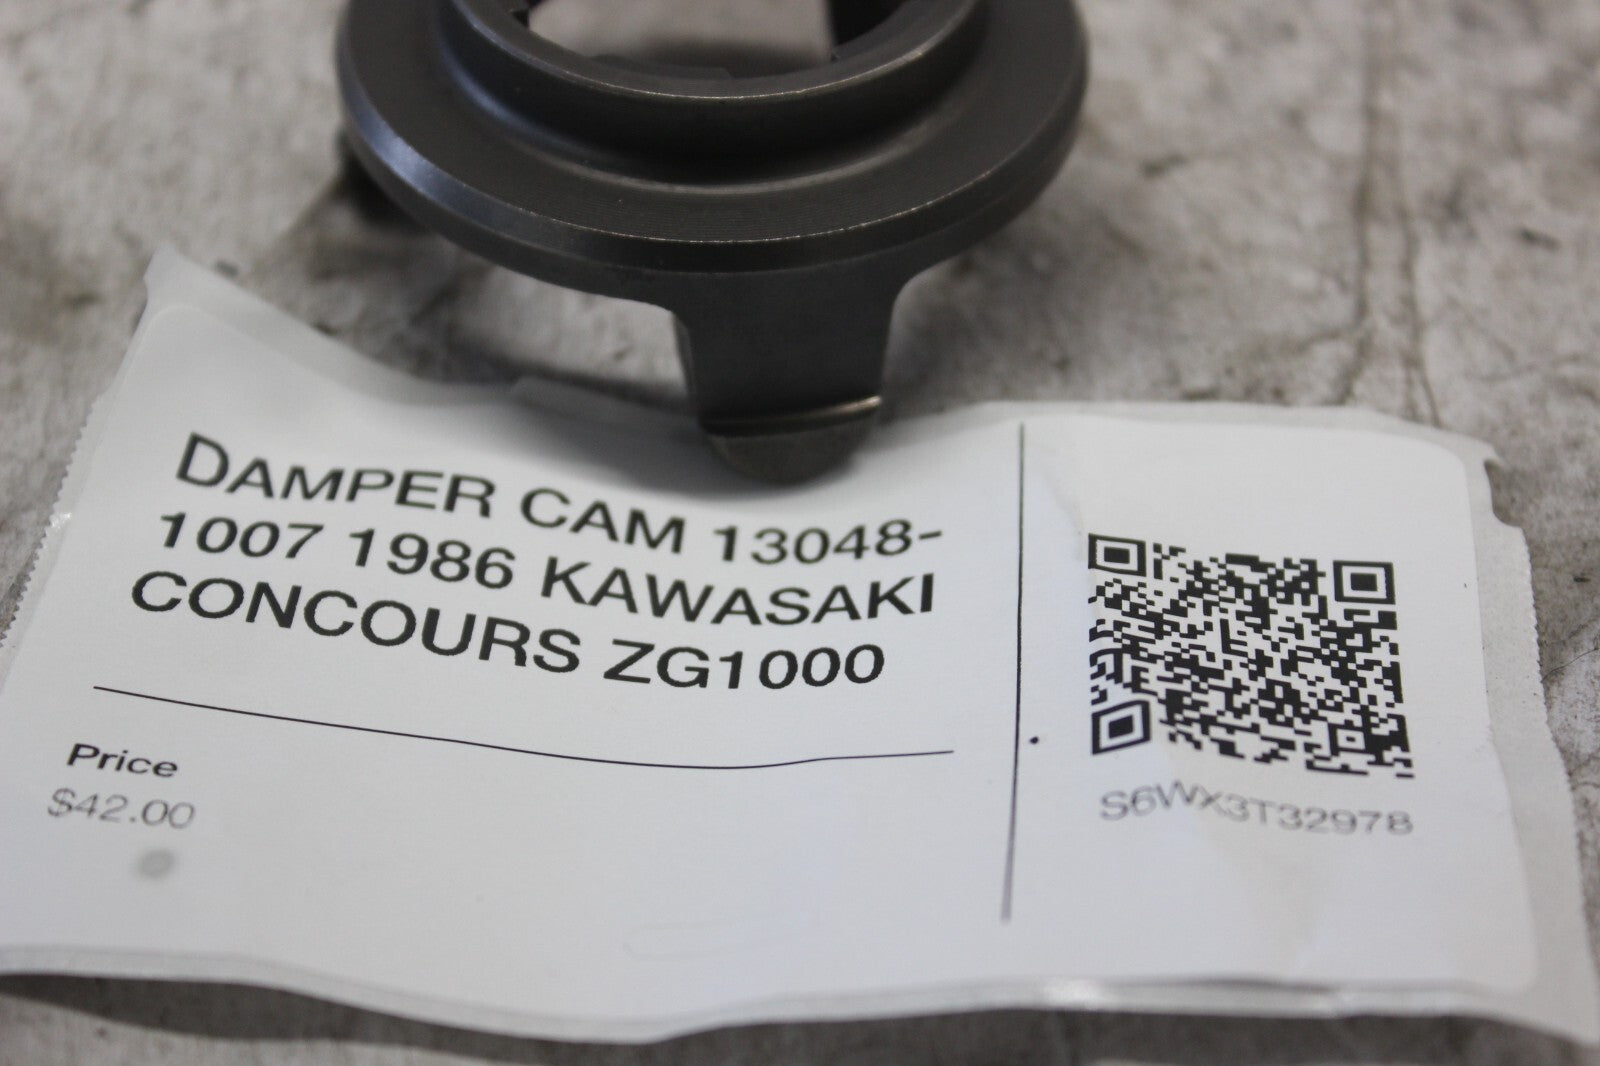 DAMPER CAM 13048-
1007 1986 KAWASAKI
CONCOURS ZG1000
Price
$42.00
S6WX3T32978